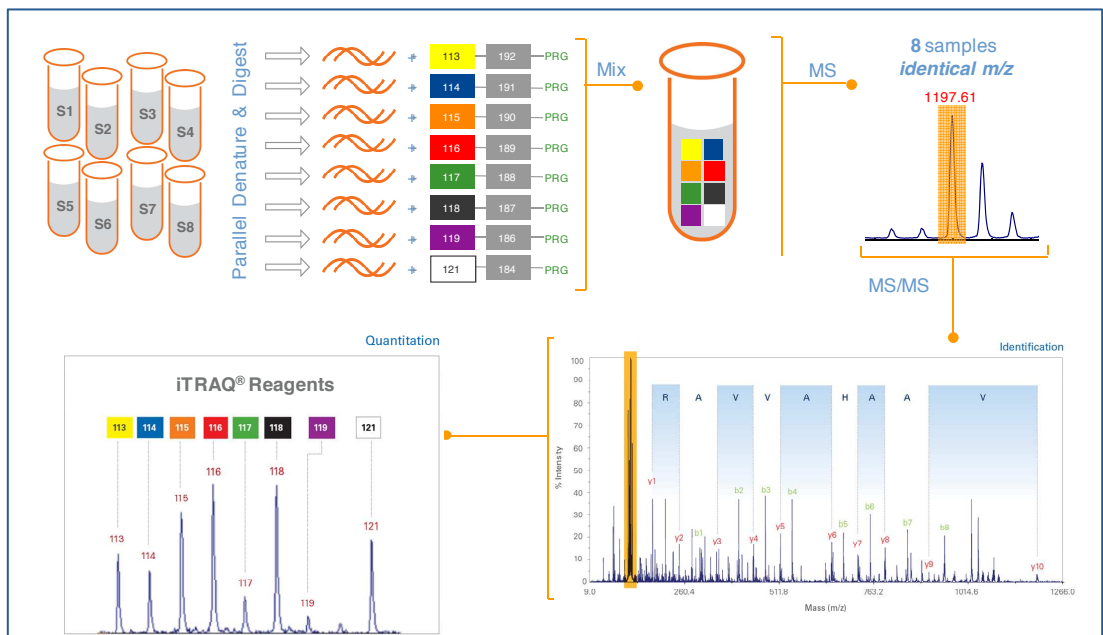 S1
S2
S3
S4
S5
S6
S7
S8
Parallel Denature & Digest
+ 113 192 PRG
+ 114 191 PRG
+ 115 190 PRG
+ 116 189 PRG
+ 117 188 PRG
+ 118 187 PRG
+ 119 186 PRG
+ 121 184 PRG
Mix
MS
8 samples
identical m/z
1197.61
MS/MS
Quantitation
iTRAQ® Reagents
113 114 115 116 117 118 119 121
113
114
115
116
117
118
119
121
Identification
% Intensity
100
90
80
70
60
50
40
30
20
10
0
R A V V A H A A V
y1
y2
b1
y3
b2
y4
b3
y5
b4
y6
b5
y7
b6
y8
b7
y9
b8
y10
9.0 260.4 511.8 763.2 1014.6 1266.0
Mass (m/z)